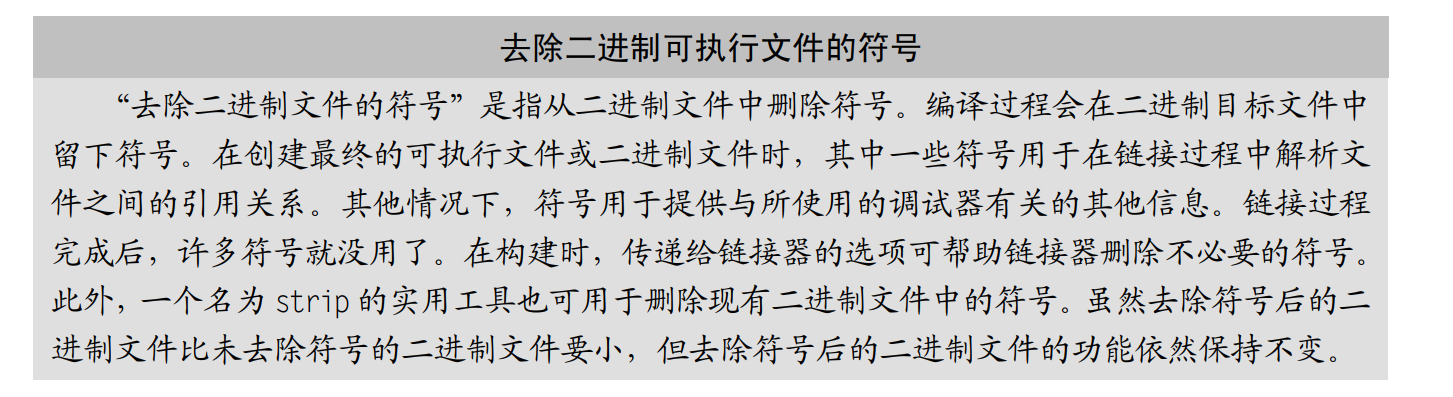 去除二进制可执行文件的符号
“去除二进制文件的符号”是指从二进制文件中删除符号。编译过程会在二进制目标文件中
留下符号。在创建最终的可执行文件或二进制文件时，其中一些符号用于在链接过程中解析文
件之间的引用关系。其他情况下，符号用于提供与所使用的调试器有关的其他信息。链接过程
完成后，许多符号就没用了。在构建时，传递给链接器的选项可帮助链接器删除不必要的符号。
此外，一个名为 strip 的实用工具也可用于删除现有二进制文件中的符号。虽然去除符号后的二
进制文件比未去除符号的二进制文件要小，但去除符号后的二进制文件的功能依然保持不变。